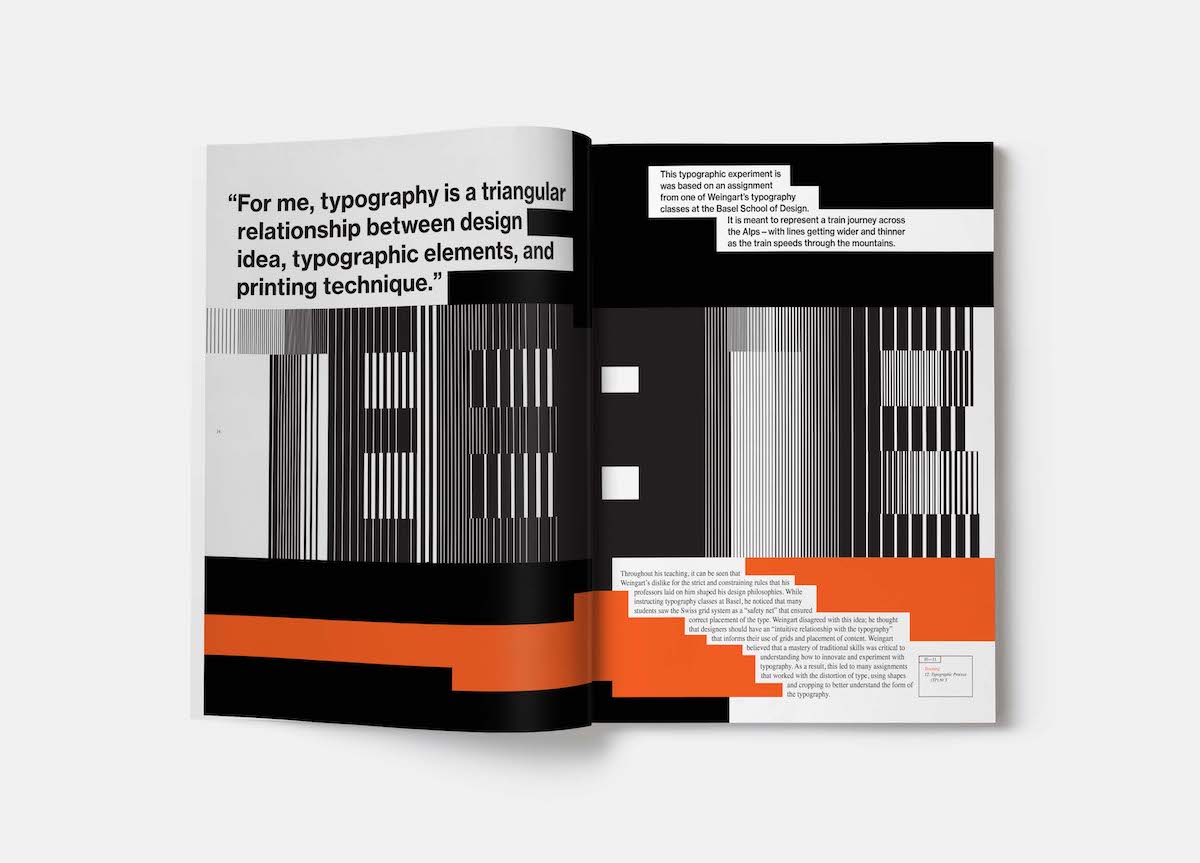 “For me, typography is a triangular
relationship between design
idea, typographic elements, and
printing technique.”
This typographic experiment is
was based on an assignment
from one of Weingart's typography
classes at the Basel School of Design.
It is meant to represent a train journey across
the Alps – with lines getting wider and thinner
as the train speeds through the mountains.
Throughout his teaching, it can be seen that
Weingart's dislike for the strict and constraining rules that his
professors laid on him shaped his design philosophies. While
instructing typography classes at Basel, he noticed that many
students saw the Swiss grid system as a “safety net” that ensured
correct placement of the type. Weingart disagreed with this idea; he thought
that designers should have an “intuitive relationship with the typography”
that informs their use of grids and placement of content. Weingart
believed that a mastery of traditional skills was critical to
understanding how to innovate and experiment with
typography. As a result, this led to many assignments
that worked with the distortion of type, using shapes
and cropping to better understand the form of
the typography.
Typographic Process